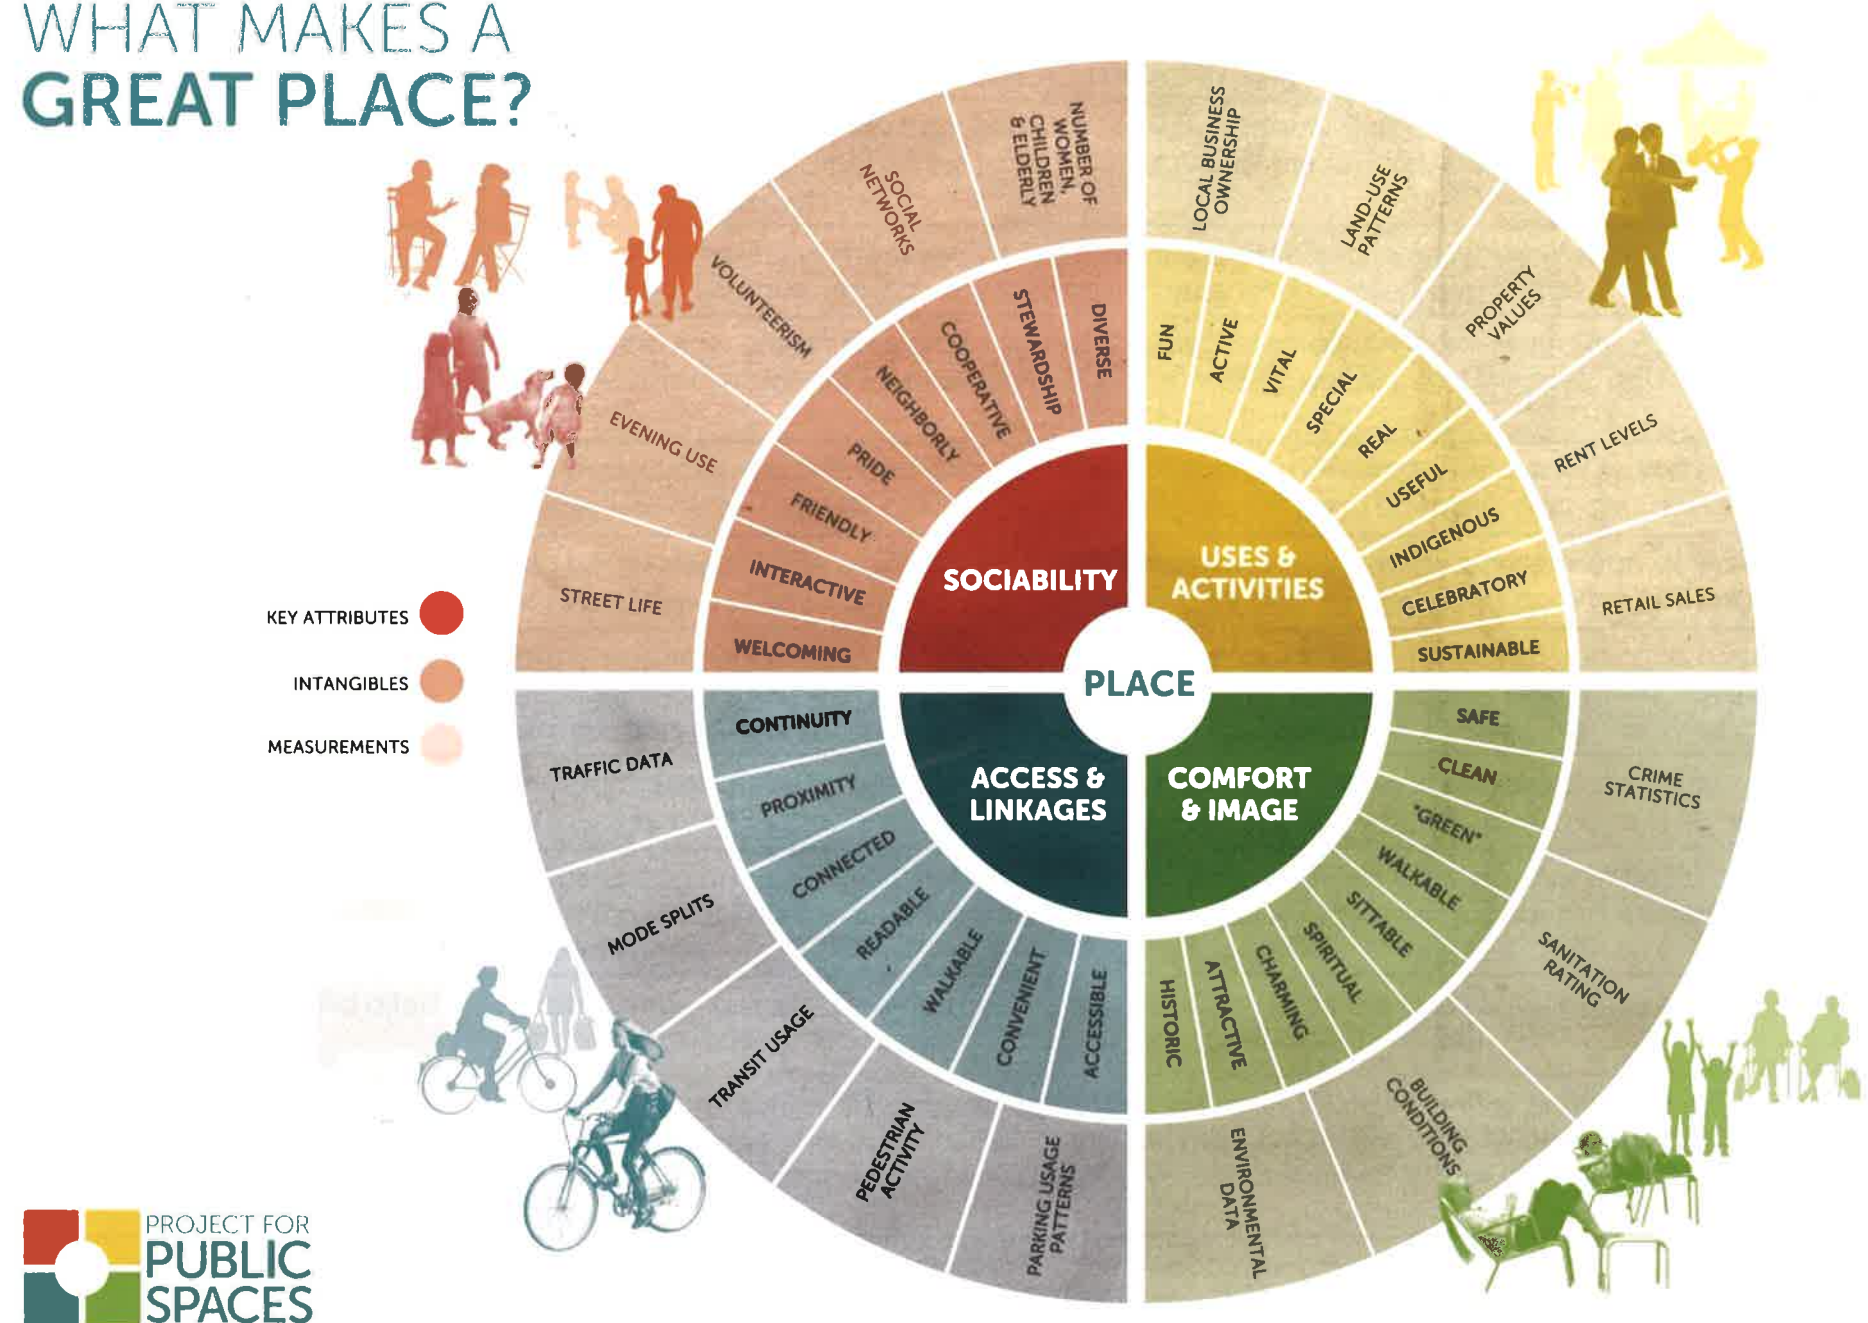 WHAT MAKES A
GREAT PLACE?
KEY ATTRIBUTES
INTANGIBLES
MEASUREMENTS
PLACE
SOCIABILITY
USES &
ACTIVITIES
ACCESS &
LINKAGES
COMFORT
& IMAGE
WELCOMING
INTERACTIVE
FRIENDLY
PRIDE
NEIGHBORLY
COOPERATIVE
STEWARDSHIP
DIVERSE
STREET LIFE
EVENING USE
VOLUNTEERISM
SOCIAL
NETWORKS
NUMBER OF
WOMEN,
CHILDREN
& ELDERLY
FUN
ACTIVE
VITAL
SPECIAL
REAL
USEFUL
INDIGENOUS
CELEBRATORY
SUSTAINABLE
LOCAL BUSINESS
OWNERSHIP
LAND-USE
PATTERNS
PROPERTY
VALUES
RENT LEVELS
RETAIL SALES
SAFE
CLEAN
"GREEN"
WALKABLE
SITTABLE
SPIRITUAL
CHARMING
ATTRACTIVE
HISTORIC
CRIME
STATISTICS
SANITATION
RATING
BUILDING
CONDITIONS
ENVIRONMENTAL
DATA
CONTINUITY
PROXIMITY
CONNECTED
READABLE
WALKABLE
CONVENIENT
ACCESSIBLE
TRAFFIC DATA
MODE SPLITS
TRANSIT USAGE
PEDESTRIAN
ACTIVITY
PARKING USAGE
PATTERNS
PROJECT FOR
PUBLIC
SPACES